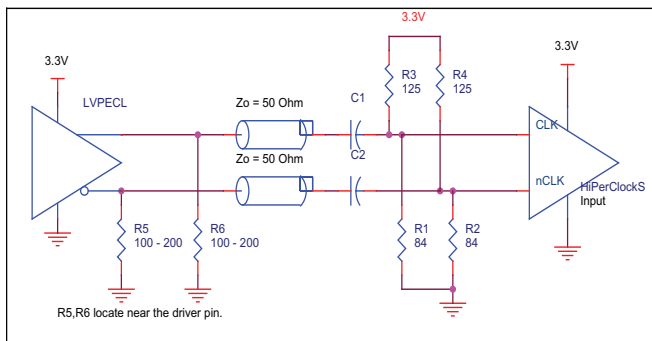 3.3V
3.3V
3.3V
LVPECL
R3
125
R4
125
Zo = 50 Ohm
C1
CLK
Zo = 50 Ohm
C2
nCLK
HiPerClockS
Input
R5
100 - 200
R6
100 - 200
R1
84
R2
84
R5,R6 locate near the driver pin.